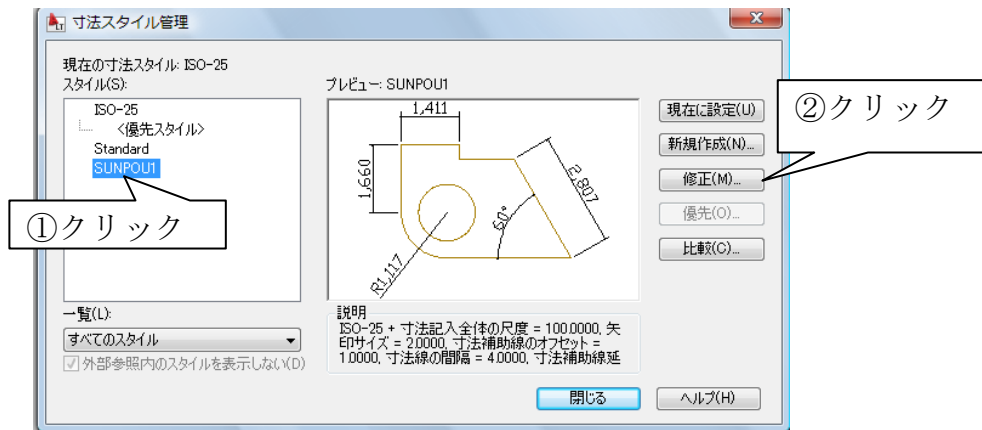 寸法スタイル管理
現在の寸法スタイル: ISO-25
スタイル(S):
ISO-25
<優先スタイル>
Standard
SUNPOU1
①クリック
一覧(L):
すべてのスタイル
外部参照内のスタイルを表示しない(D)
プレビュー: SUNPOU1
1,411
1,660
2,807
60°
R1,117
説明
ISO-25 + 寸法記入全体の尺度 = 100.0000, 矢
印サイズ = 2.0000, 寸法補助線のオフセット =
1.0000, 寸法線の間隔 = 4.0000, 寸法補助線延
現在に設定(U)
新規作成(N)...
修正(M)...
優先(O)...
比較(C)...
②クリック
閉じる
ヘルプ(H)